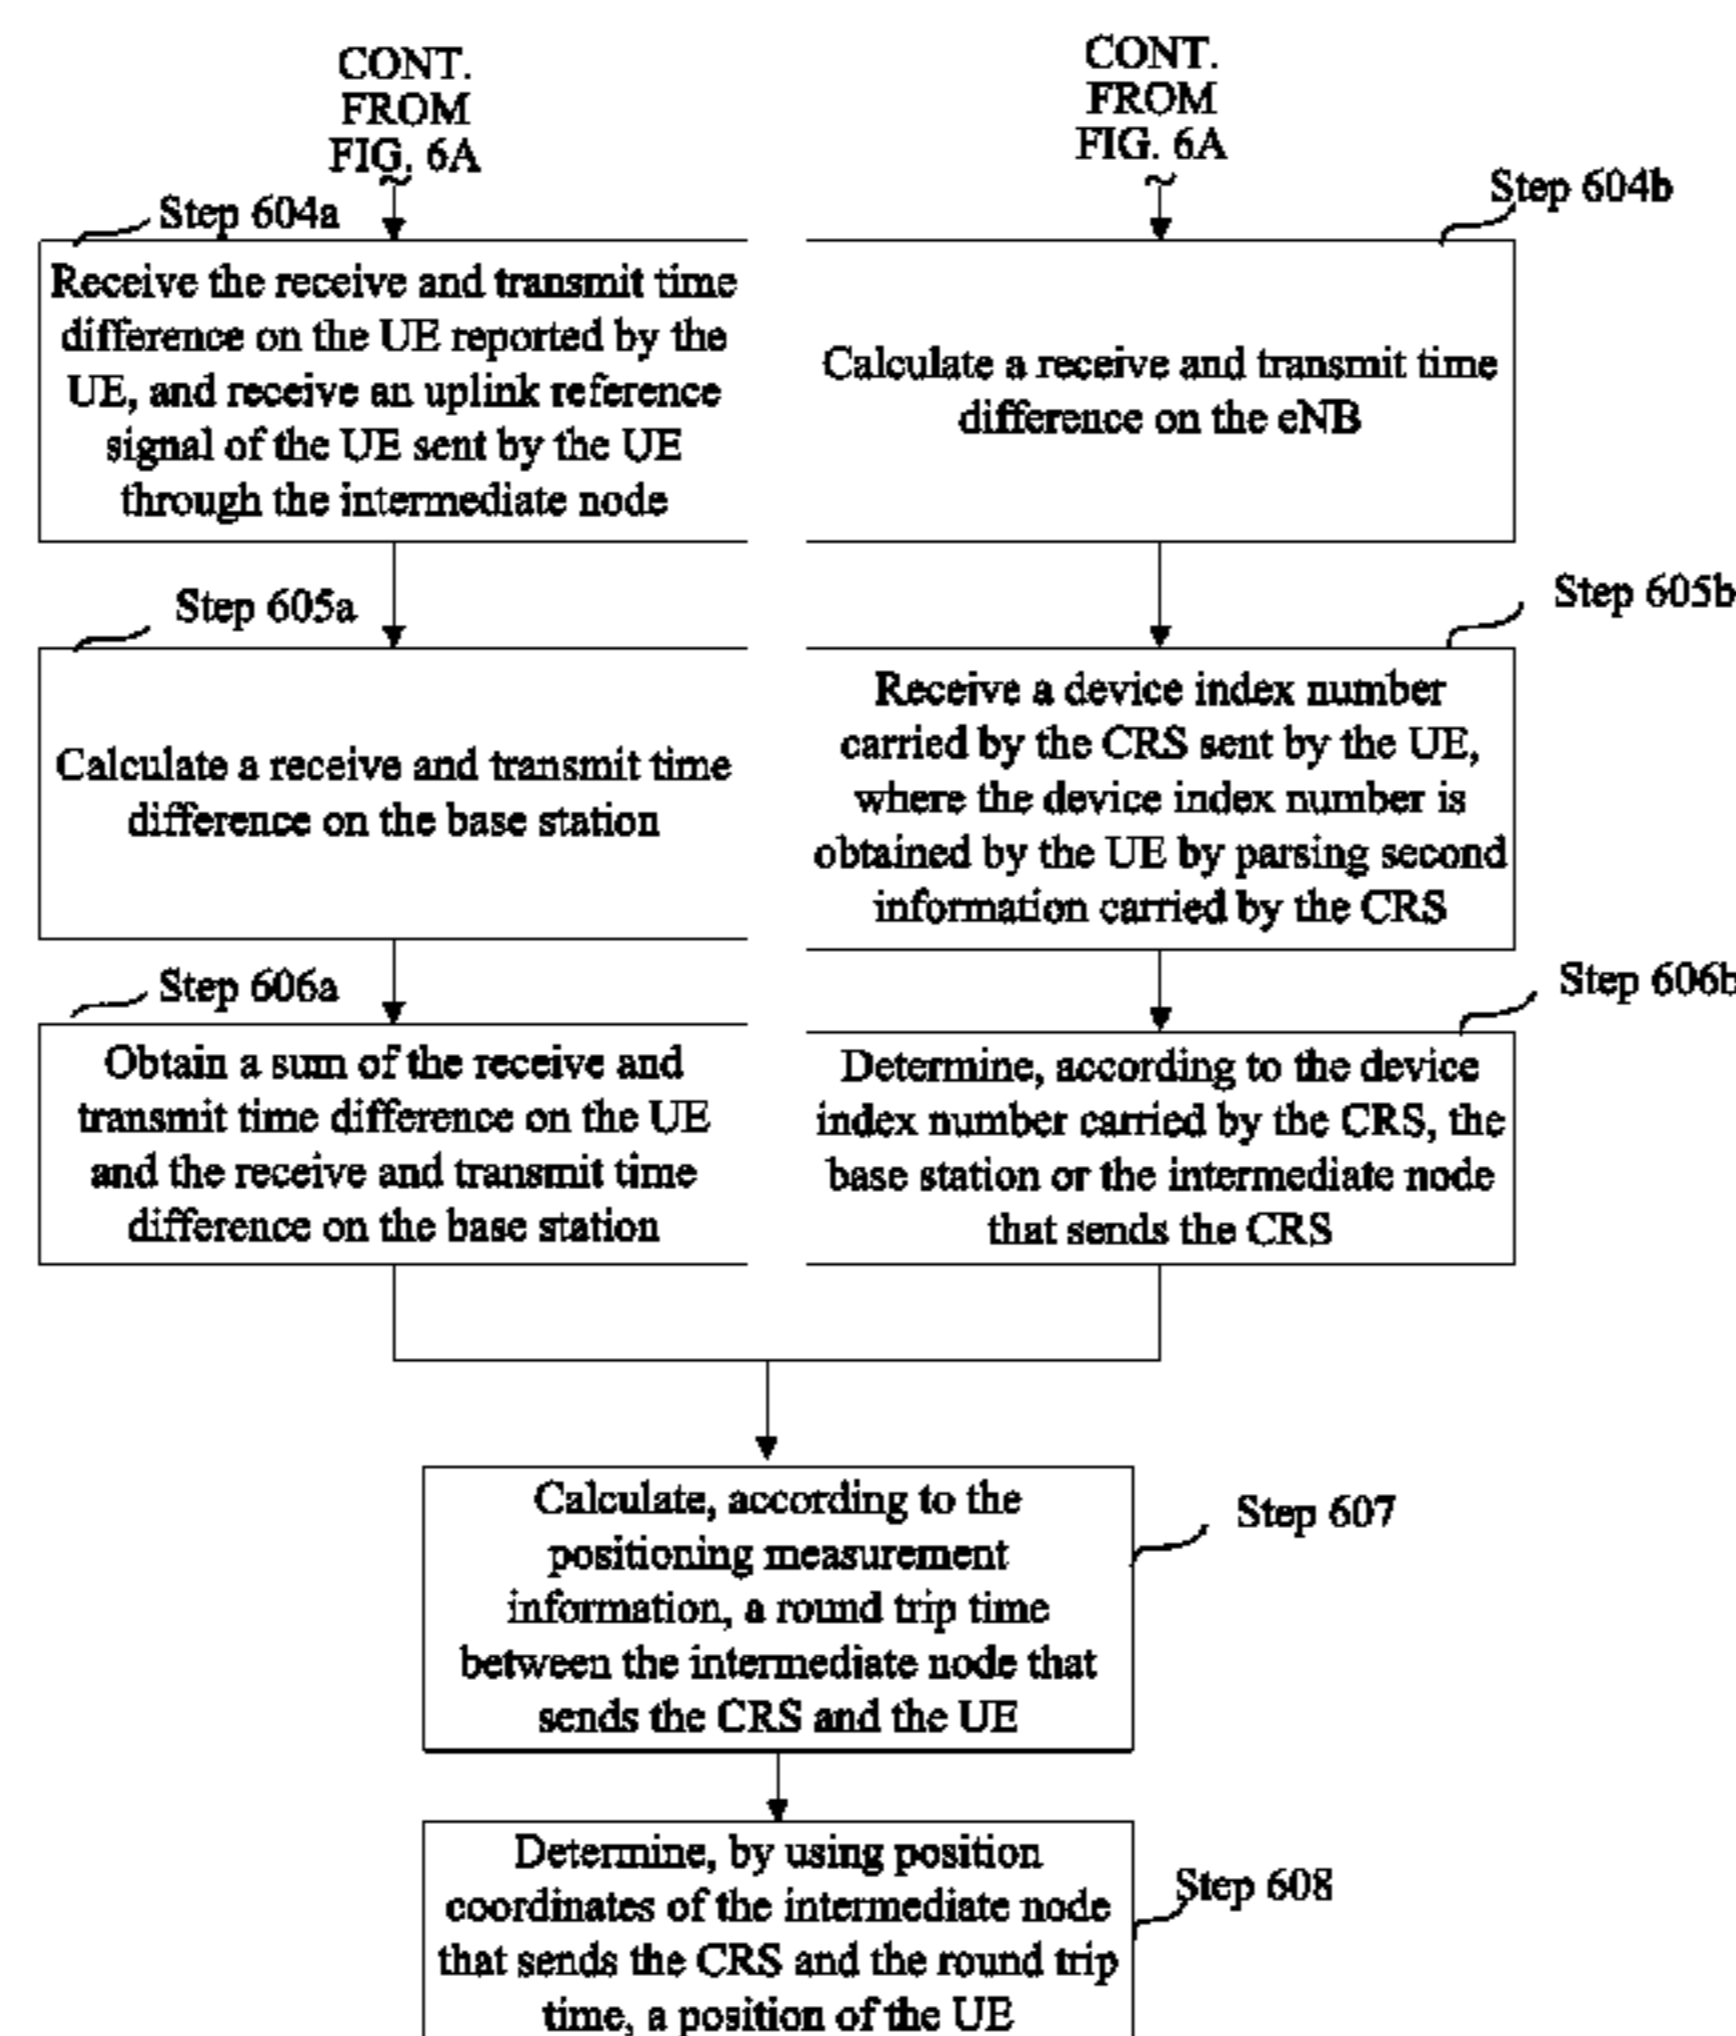 CONT.
FROM
FIG. 6A
Step 604a
Receive the receive and transmit time
difference on the UE reported by the
UE, and receive an uplink reference
signal of the UE sent by the UE
through the intermediate node
Step 605a
Calculate a receive and transmit time
difference on the base station
Step 606a
Obtain a sum of the receive and
transmit time difference on the UE
and the receive and transmit time
difference on the base station
CONT.
FROM
FIG. 6A
Step 604b
Calculate a receive and transmit time
difference on the eNB
Step 605b
Receive a device index number
carried by the CRS sent by the UE,
where the device index number is
obtained by the UE by parsing second
information carried by the CRS
Step 606b
Determine, according to the device
index number carried by the CRS, the
base station or the intermediate node
that sends the CRS
Calculate, according to the
positioning measurement
information, a round trip time
between the intermediate node that
sends the CRS and the UE
Step 607
Determine, by using position
coordinates of the intermediate node
that sends the CRS and the round trip
time, a position of the UE
Step 608